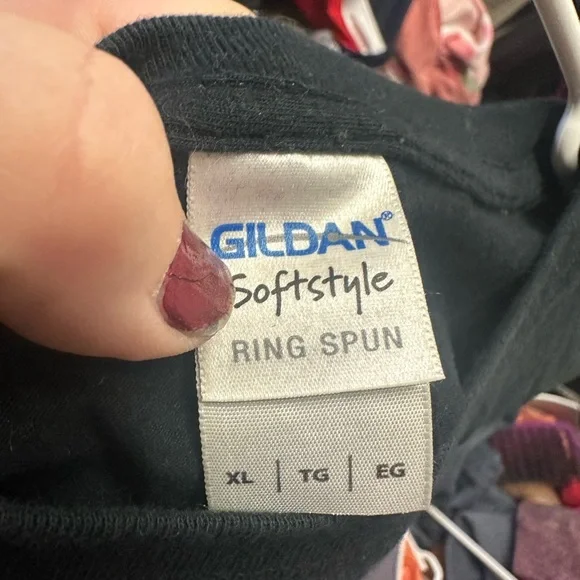 GILDAN®
Softstyle
RING SPUN
XL | TG | EG